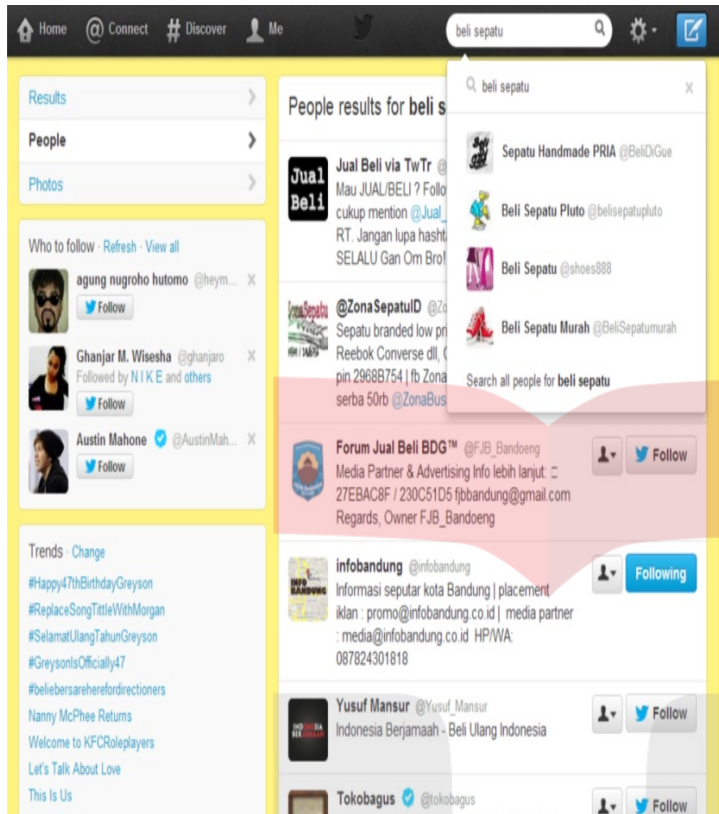 Home @ Connect # Discover Me
beli sepatu
beli sepatu
Sepatu Handmade PRIA @BeliDiGue
Beli Sepatu Pluto @belisepatupluto
Beli Sepatu @shoes888
Beli Sepatu Murah @BeliSepatumurah
Search all people for beli sepatu
Results
People
Photos
Who to follow · Refresh · View all
agung nugroho hutomo @heym...
Follow
Ghanjar M. Wisesha @ghanjaro
Followed by N I K E and others
Follow
Austin Mahone @AustinMah...
Follow
Trends · Change
#Happy47thBirthdayGreyson
#ReplaceSongTittleWithMorgan
#SelamatUlangTahunGreyson
#GreysonIsOfficially47
#beliebersareherefordirectioners
Nanny McPhee Returns
Welcome to KFCRoleplayers
Let's Talk About Love
This Is Us
People results for beli s
Jual
Beli
Jual Beli via TwTr @
Mau JUAL/BELI ? Follo
cukup mention @Jual_
RT. Jangan lupa hasht
SELALU Gan Om Bro!
@ZonaSepatuID @Zo
Sepatu branded low pri
Reebok Converse dll,
pin 2968B754 | fb Zona
serba 50rb @ZonaBus
Forum Jual Beli BDG™ @FJB_Bandoeng
Media Partner & Advertising Info lebih lanjut:
27EBAC8F / 230C51D5 fjbbandung@gmail.com
Regards, Owner FJB_Bandoeng
Follow
INFO
BANDUNG
infobandung @infobandung
Informasi seputar kota Bandung | placement
iklan : promo@infobandung.co.id | media partner
: media@infobandung.co.id HP/WA:
087824301818
Following
Yusuf Mansur @Yusuf_Mansur
Indonesia Berjamaah - Beli Ulang Indonesia
Follow
Tokobagus @tokobagus
Follow